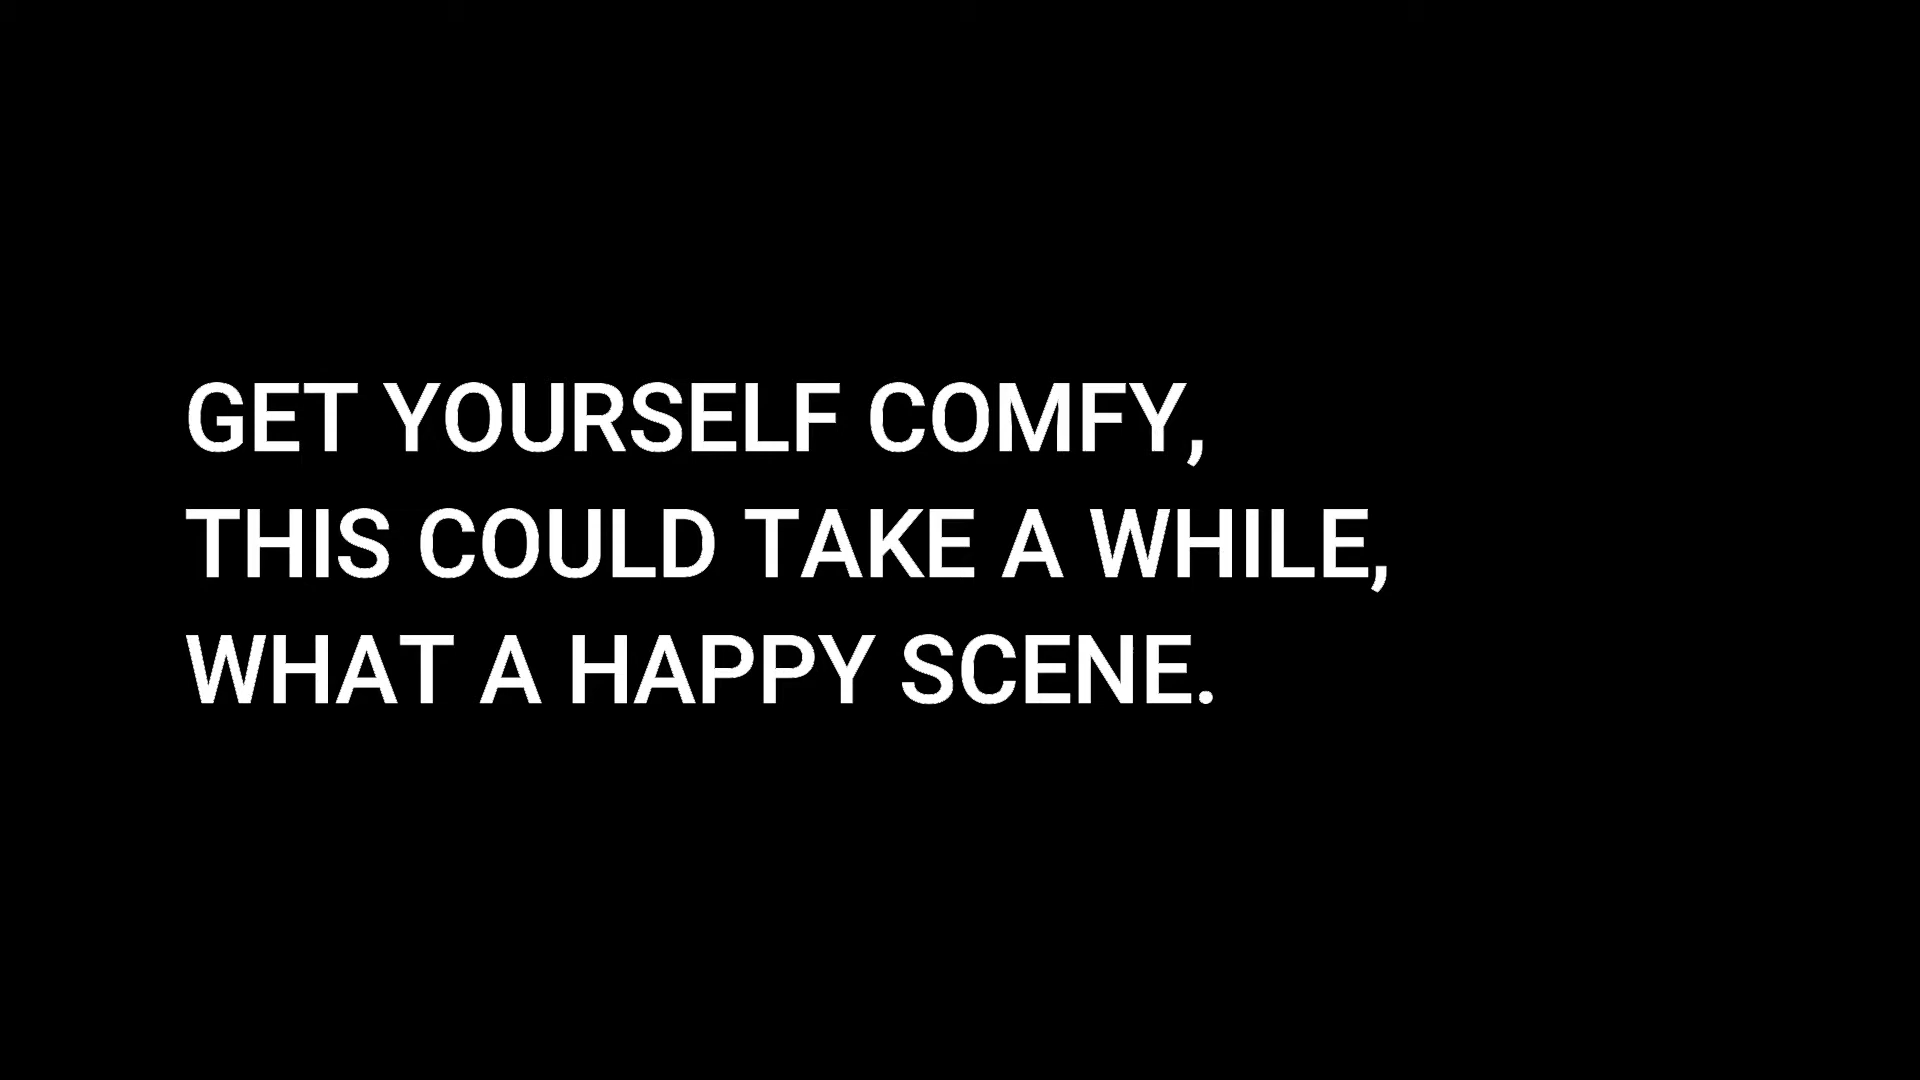 GET YOURSELF COMFY,
THIS COULD TAKE A WHILE,
WHAT A HAPPY SCENE.